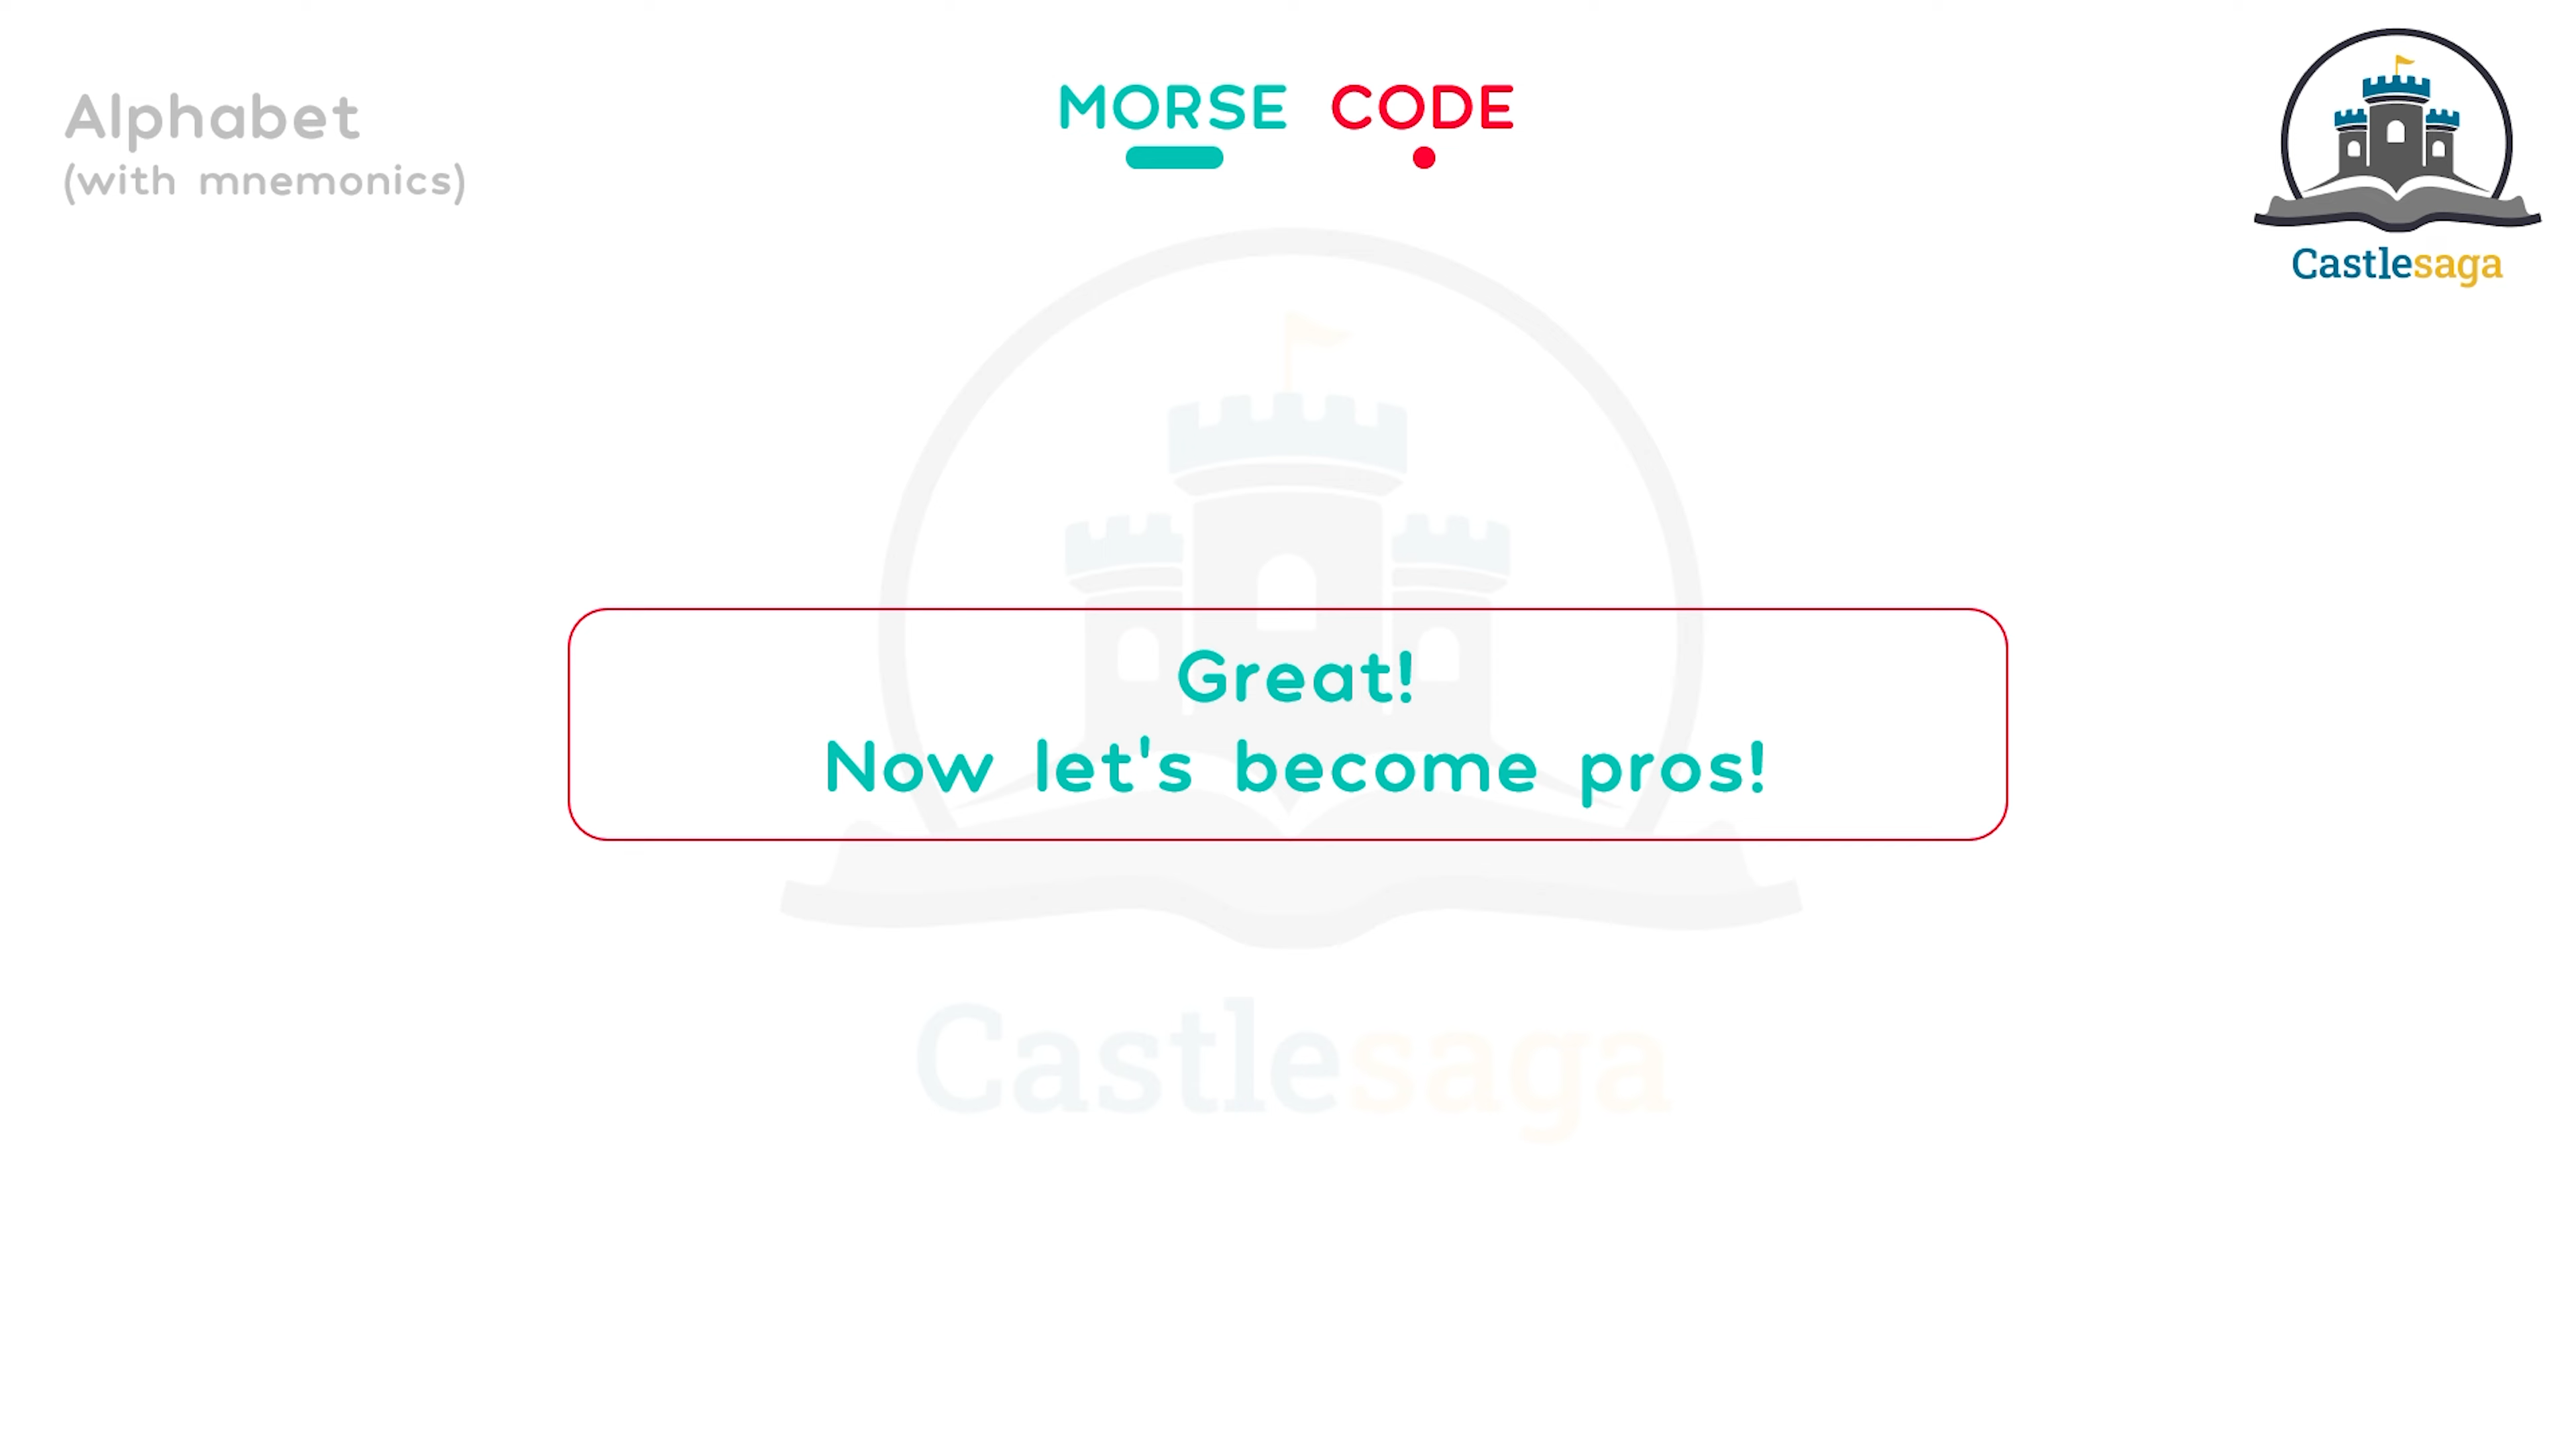 Alphabet
(with mnemonics)
MORSE CODE
Castlesaga
Great!
Now let's become pros!
Castlesaga